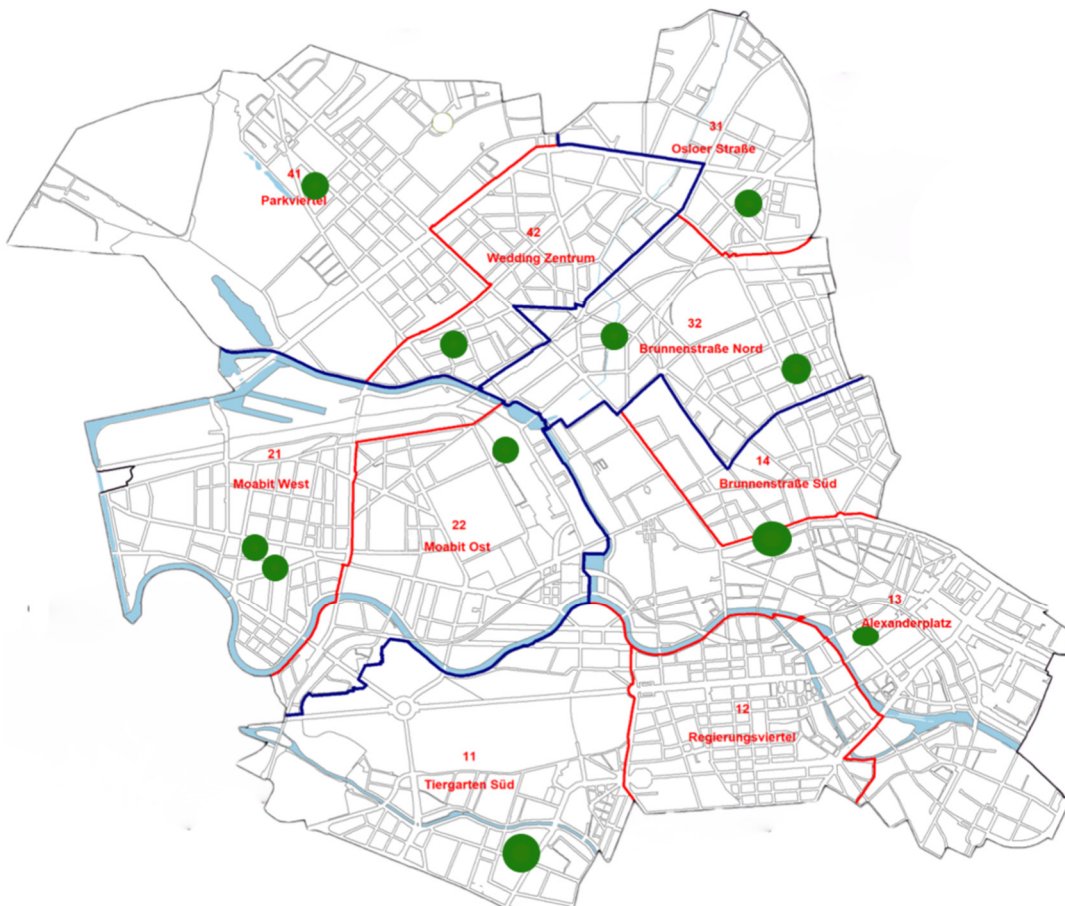 31
Osloer Straße
41
Parkviertel
42
Wedding Zentrum
32
Brunnenstraße Nord
21
Moabit West
14
Brunnenstraße Süd
22
Moabit Ost
13
Alexanderplatz
12
Regierungsviertel
11
Tiergarten Süd